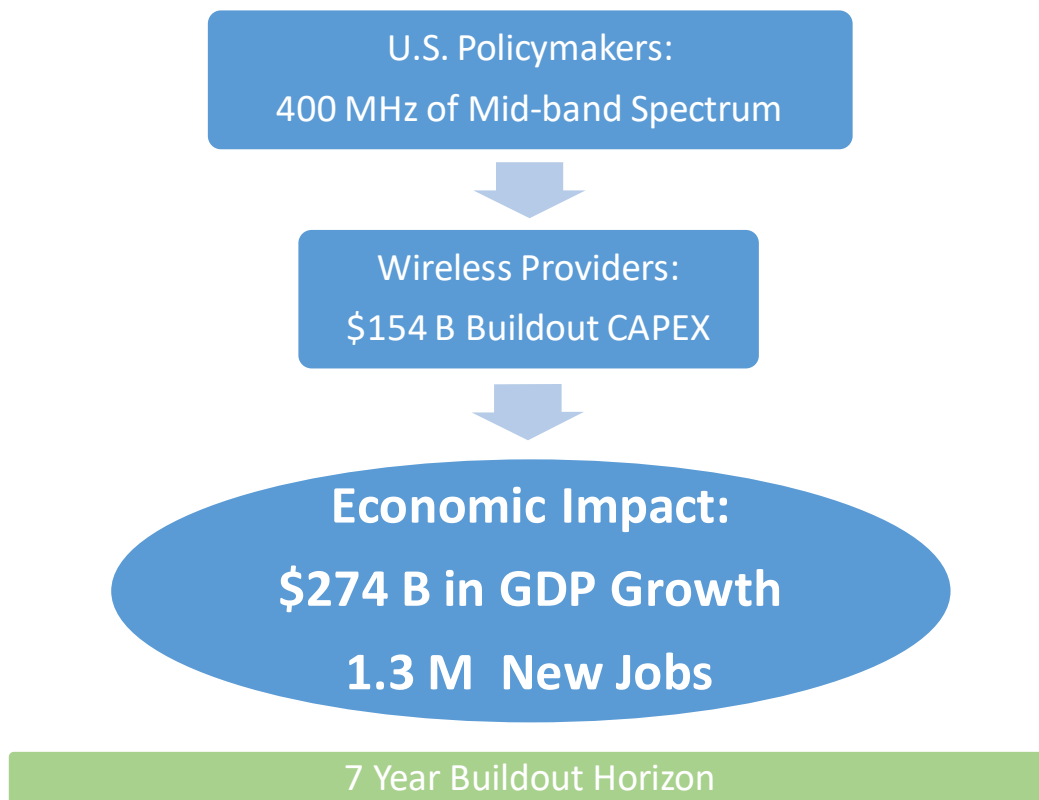 U.S. Policymakers:
400 MHz of Mid-band Spectrum
Wireless Providers:
$154 B Buildout CAPEX
Economic Impact:
$274 B in GDP Growth
1.3 M  New Jobs
7 Year Buildout Horizon